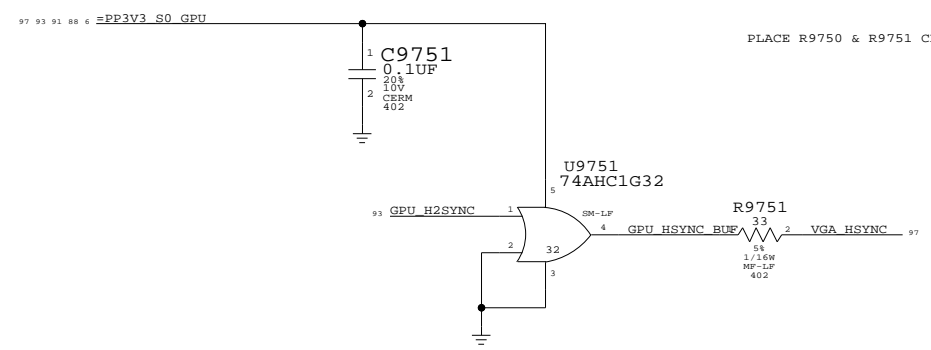 97 93 91 88 6 =PP3V3_S0_GPU
PLACE R9750 & R9751 C
1 C9751
0.1UF
20%
10V
2 CERM
402
U9751
74AHC1G32
5
93 GPU_H2SYNC 1
SM-LF
4
GPU_HSYNC_BUF
R9751
33
2 VGA_HSYNC 97
5%
1/16W
MF-LF
402
2
32
3